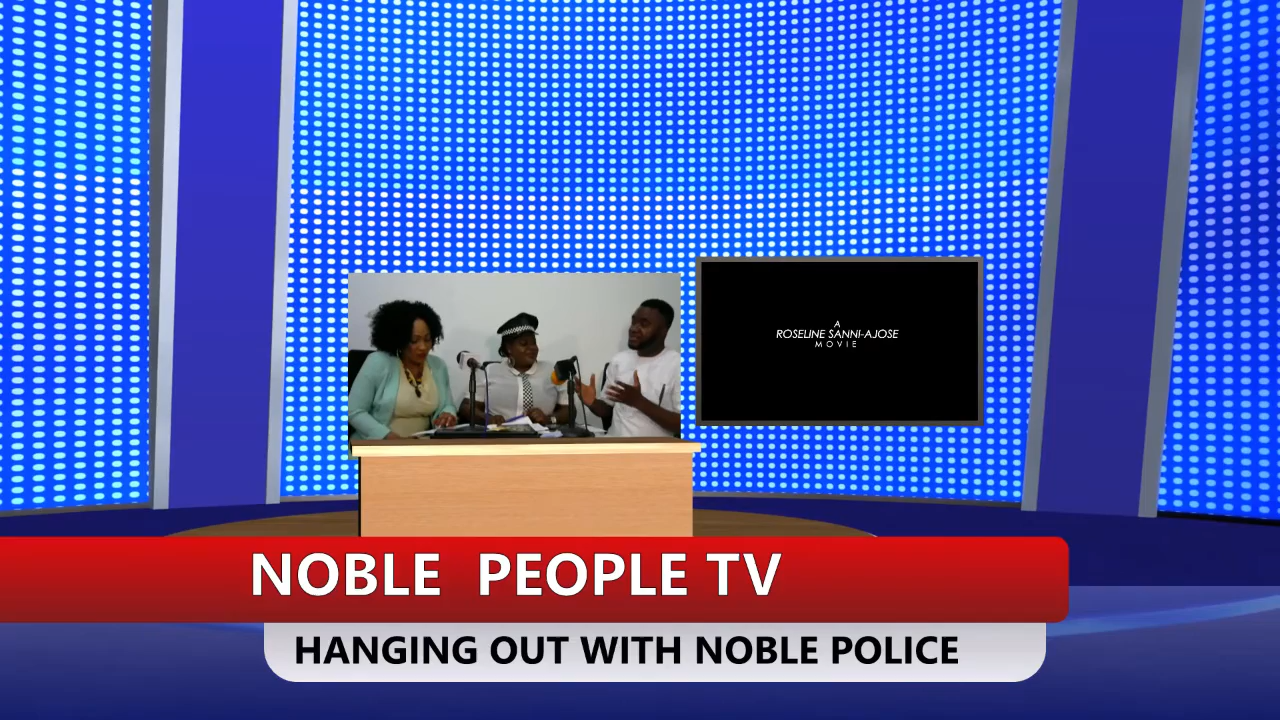 A
ROSELINE SANNI-AJOSE
MOVIE
NOBLE PEOPLE TV
HANGING OUT WITH NOBLE POLICE